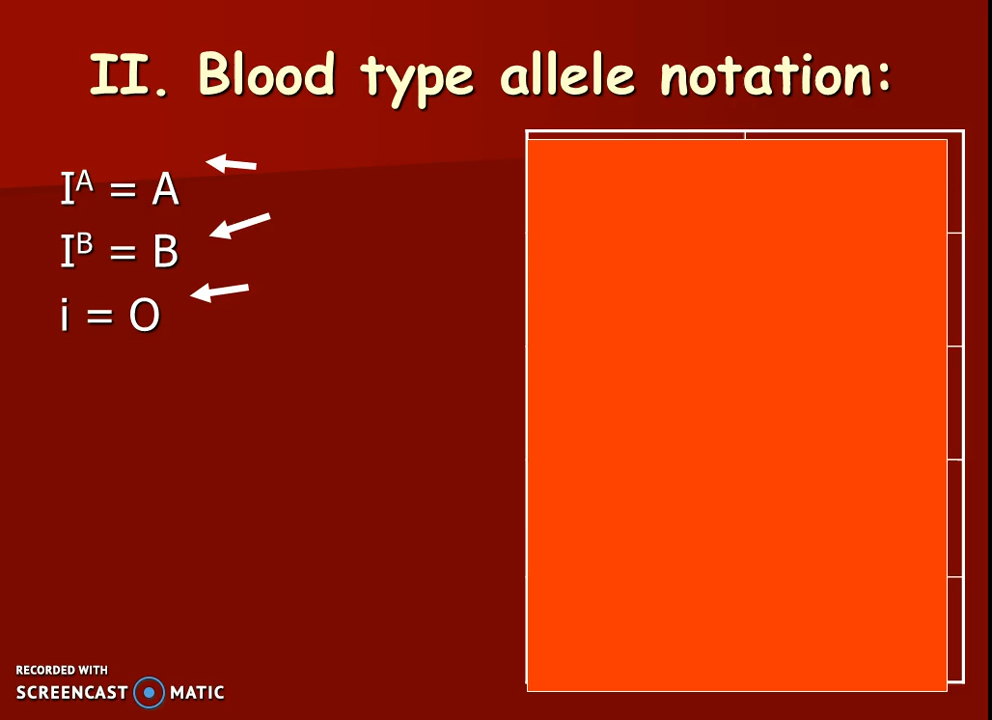 II. Blood type allele notation:
Iᴬ = A
Iᴮ = B
i = O
RECORDED WITH
SCREENCAST MATIC